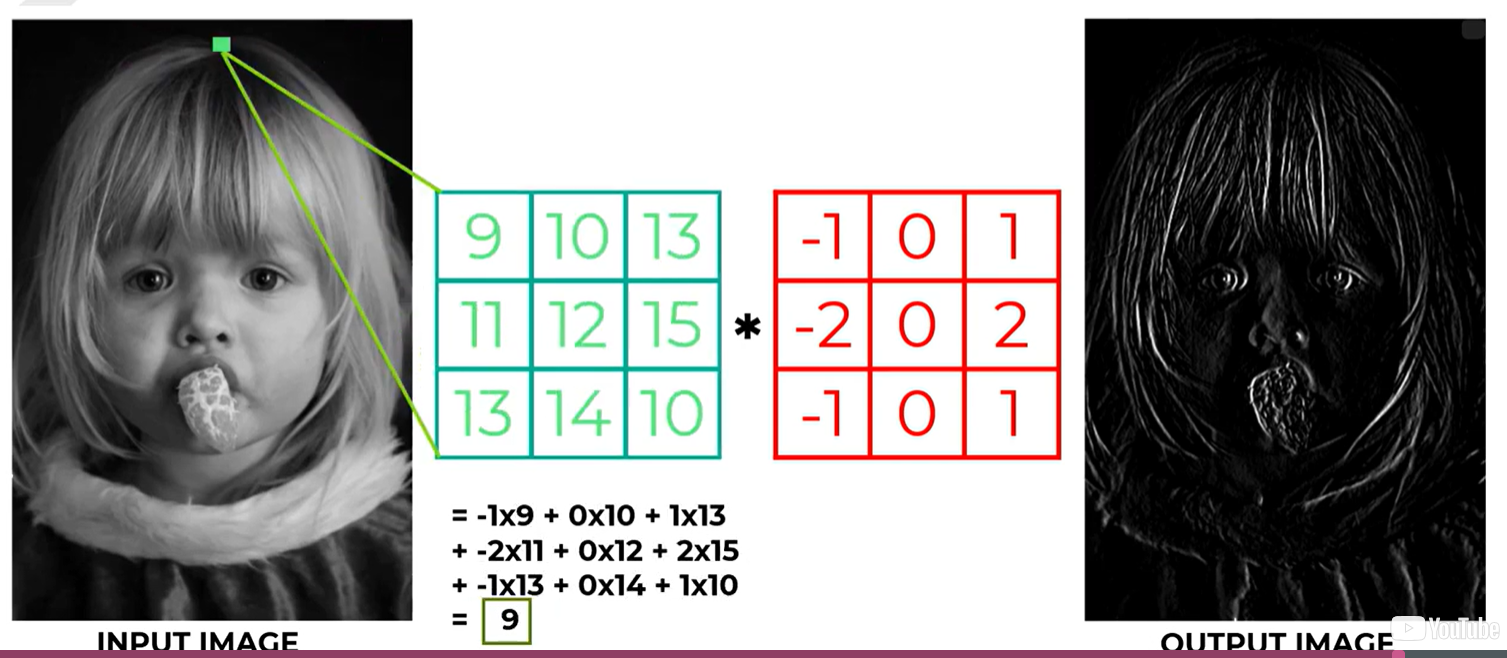 9 10 13
11 12 15
13 14 10
*
-1 0 1
-2 0 2
-1 0 1
= -1x9 + 0x10 + 1x13
+ -2x11 + 0x12 + 2x15
+ -1x13 + 0x14 + 1x10
= 9
INPUT IMAGE
OUTPUT IMAGE
YouTube